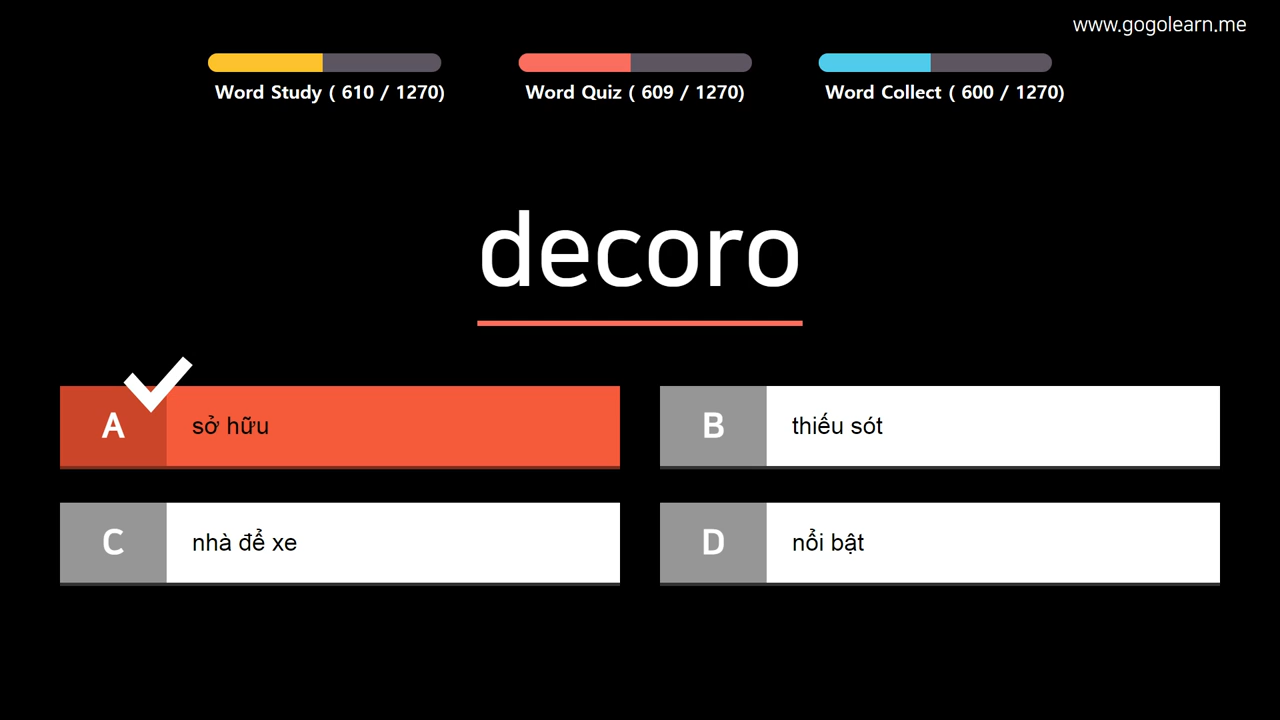 www.gogolearn.me
Word Study ( 610 / 1270)
Word Quiz ( 609 / 1270)
Word Collect ( 600 / 1270)
decoro
A sở hữu
B thiếu sót
C nhà để xe
D nổi bật